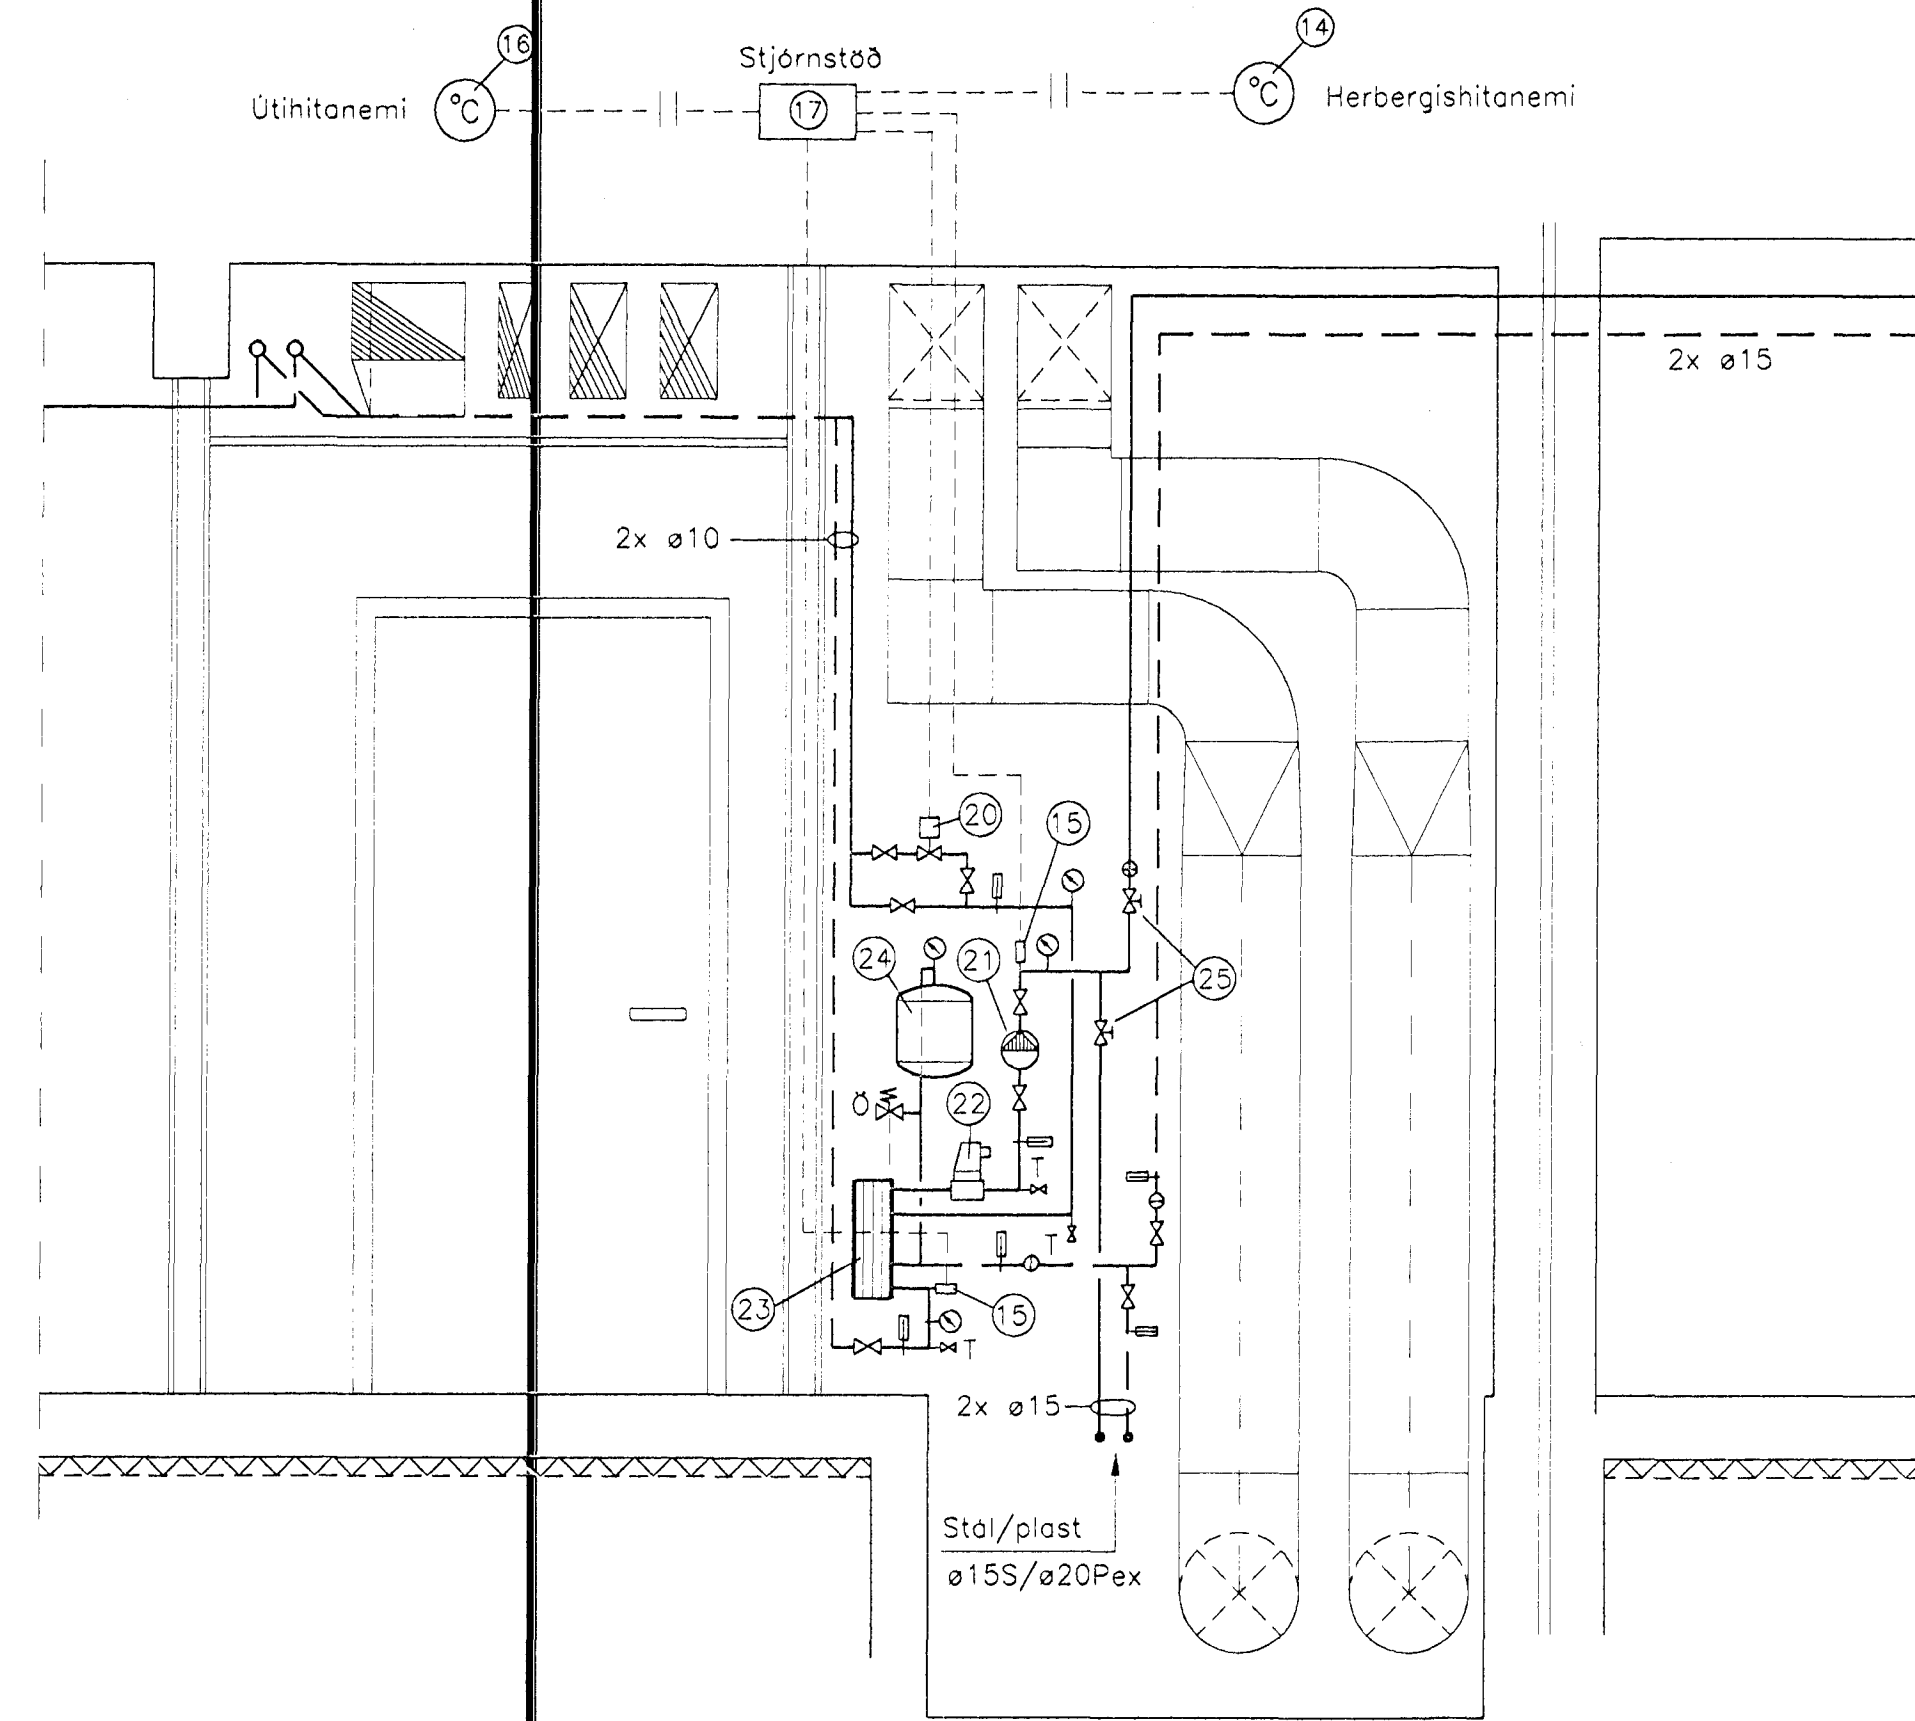 14
16
Stjórnstöð
Útihitanemi
°C
17
°C
Herbergishitanemi
2x ø15
2x ø10
20
15
24
21
25
Ö
22
T
T
23
15
T
2x ø15
Stál/plast
ø15S/ø20Pex